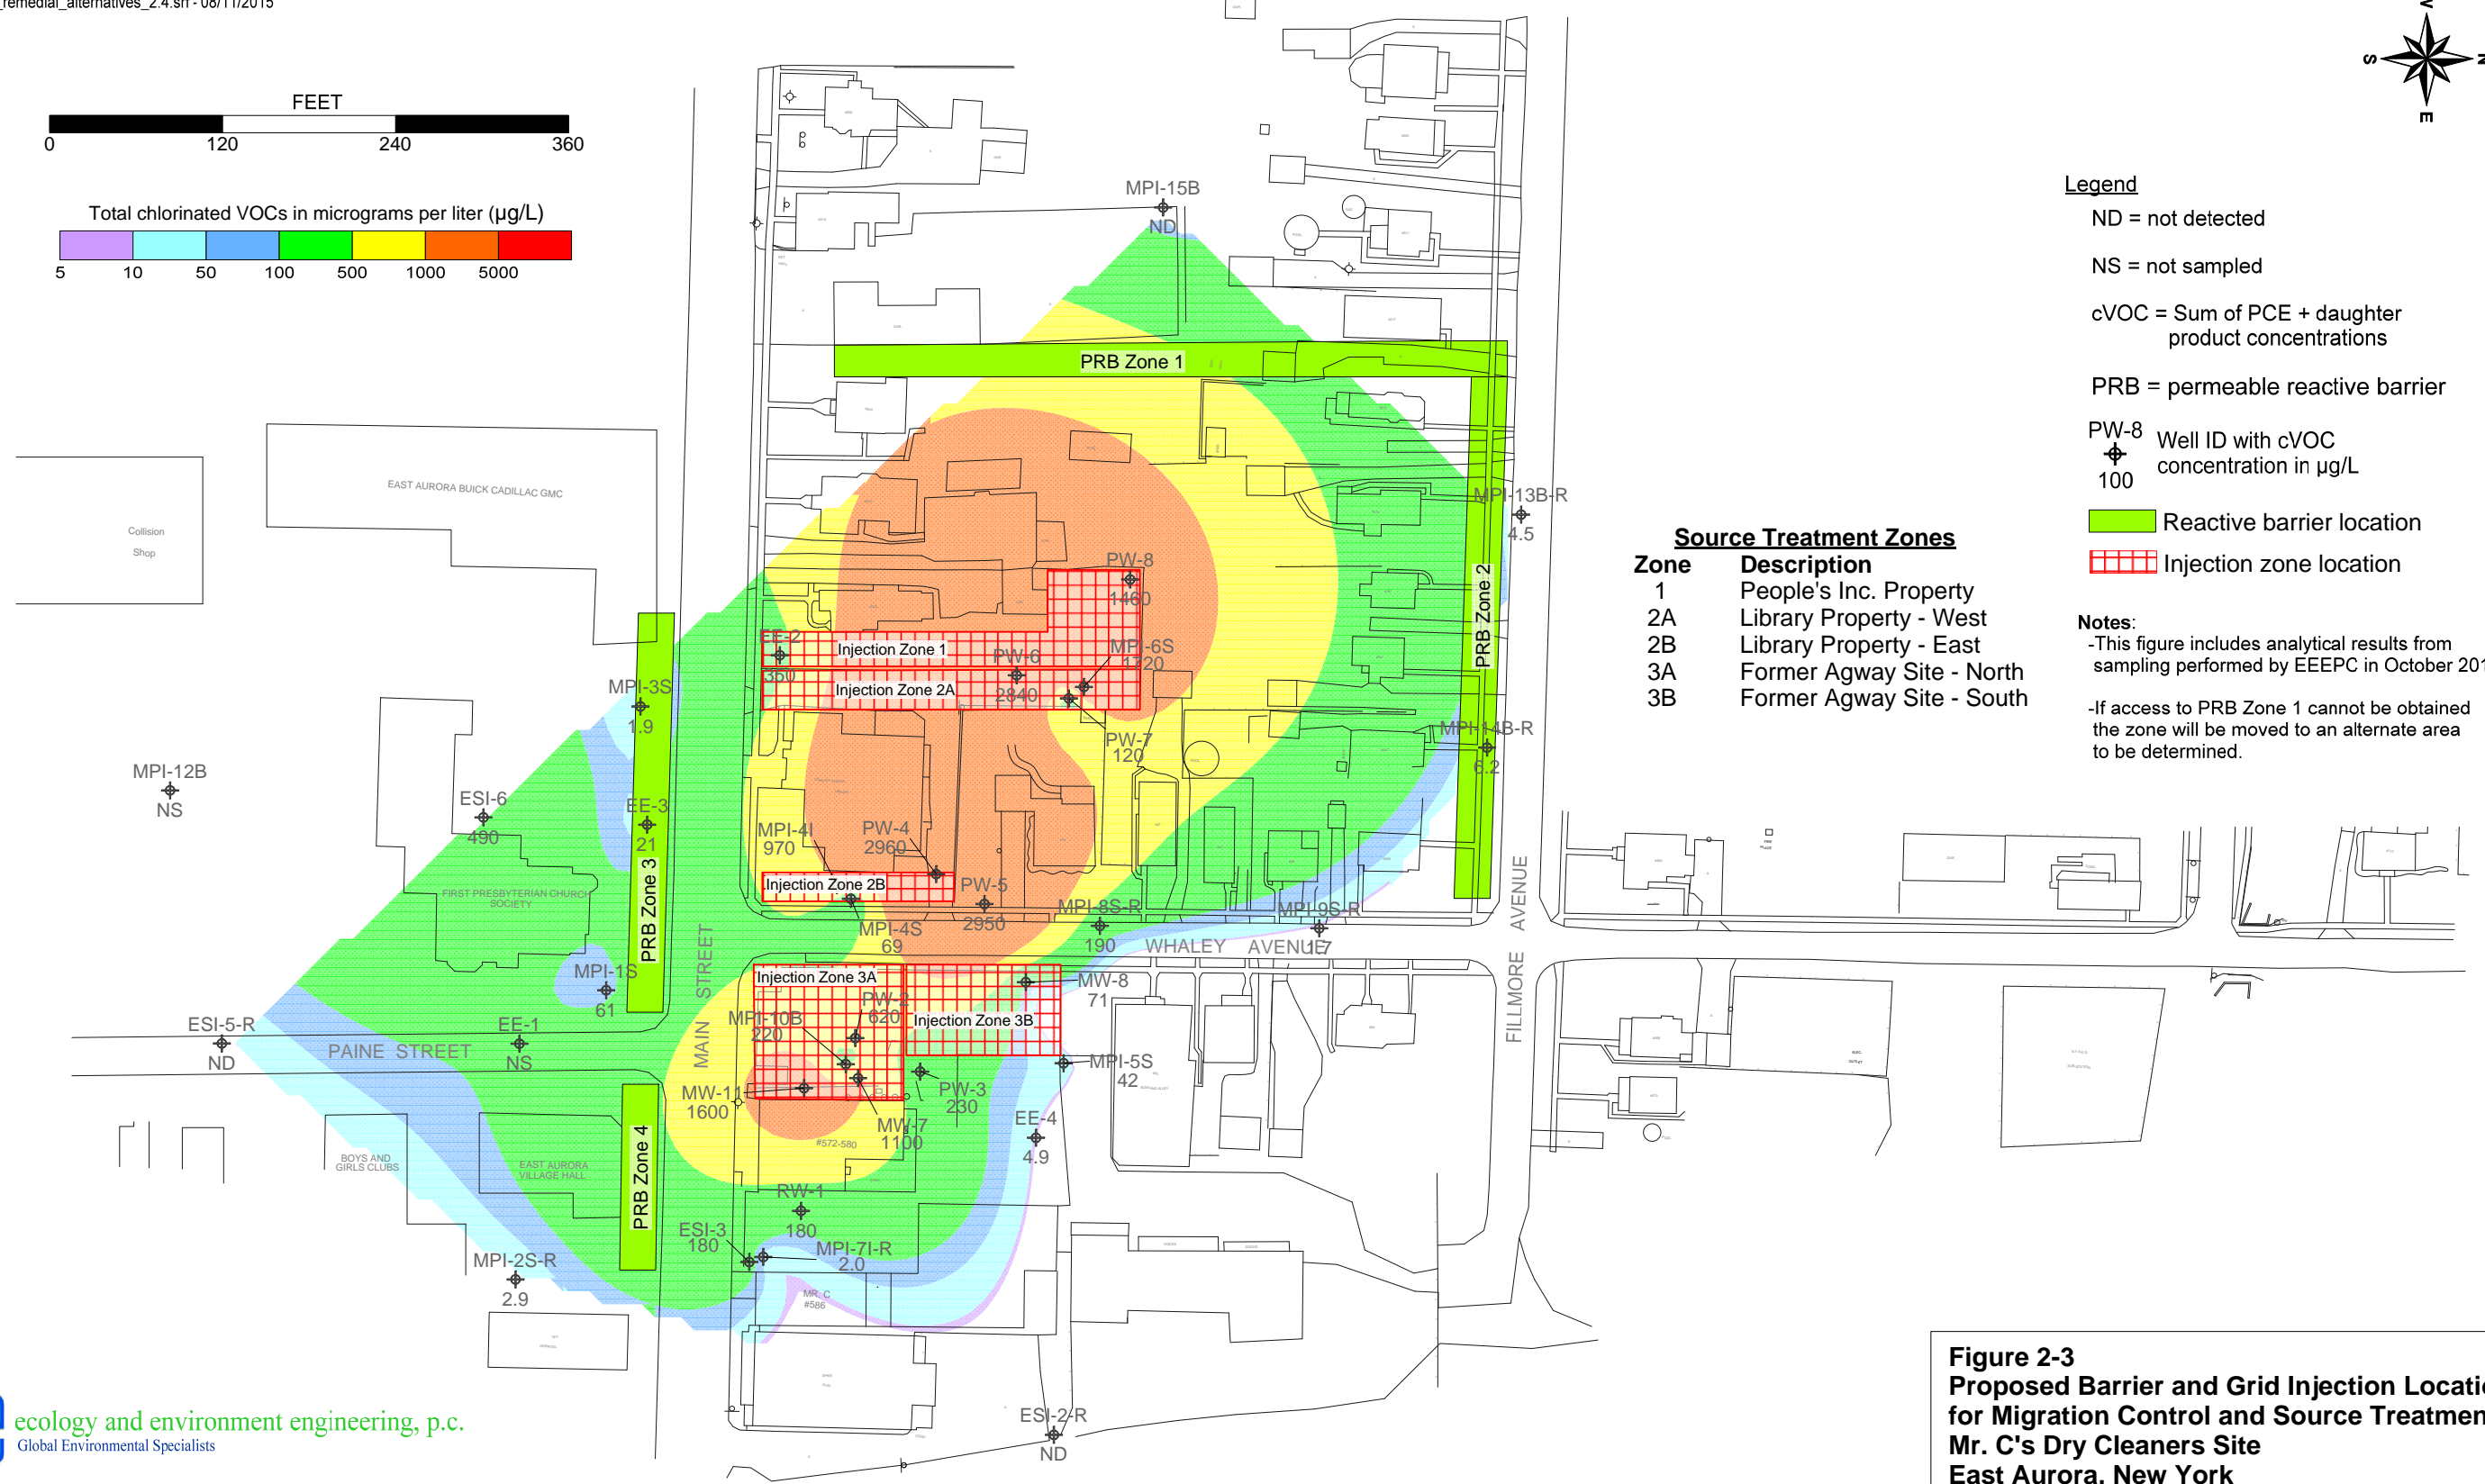 _remedial_alternatives_2.4.srf - 08/11/2015
FEET
0 120 240 360
Total chlorinated VOCs in micrograms per liter (µg/L)
5 10 50 100 500 1000 5000
S
E
Legend
ND = not detected
NS = not sampled
cVOC = Sum of PCE + daughter
product concentrations
PRB = permeable reactive barrier
PW-8
100
Well ID with cVOC
concentration in µg/L
Reactive barrier location
Injection zone location
Notes:
-This figure includes analytical results from
sampling performed by EEEPC in October 201
-If access to PRB Zone 1 cannot be obtained
the zone will be moved to an alternate area
to be determined.
Source Treatment Zones
Zone Description
1 People's Inc. Property
2A Library Property - West
2B Library Property - East
3A Former Agway Site - North
3B Former Agway Site - South
MPI-15B
ND
PRB Zone 1
EAST AURORA BUICK CADILLAC GMC
Collision
Shop
MPI-13B-R
4.5
PRB Zone 2
PW-8
1460
EE-2
350
Injection Zone 1
PW-6
2840
MPI-6S
1720
Injection Zone 2A
MPI-3S
1.9
PW-7
120
MPI-14B-R
6.2
MPI-12B
NS
ESI-6
490
EE-3
21
MPI-4I
970
PW-4
2960
PRB Zone 3
Injection Zone 2B
PW-5
2950
MPI-8S-R
190
MPI-9S-R
1.7
FIRST PRESBYTERIAN CHURCH
SOCIETY
MPI-4S
69
WHALEY AVENUE
FILLMORE AVENUE
MAIN STREET
MPI-1S
61
Injection Zone 3A
PW-2
620
MW-8
71
MPI-10B
220
Injection Zone 3B
ESI-5-R
ND
PAINE STREET
EE-1
NS
MPI-5S
42
MW-11
1600
PW-3
230
MW-7
1100
EE-4
4.9
#572-580
BOYS AND
GIRLS CLUBS
EAST AURORA
VILLAGE HALL
PRB Zone 4
RW-1
180
ESI-3
180
MPI-7I-R
2.0
MPI-2S-R
2.9
MR. C
#586
ESI-2-R
ND
ecology and environment engineering, p.c.
Global Environmental Specialists
Figure 2-3
Proposed Barrier and Grid Injection Locatio
for Migration Control and Source Treatmen
Mr. C's Dry Cleaners Site
East Aurora, New York